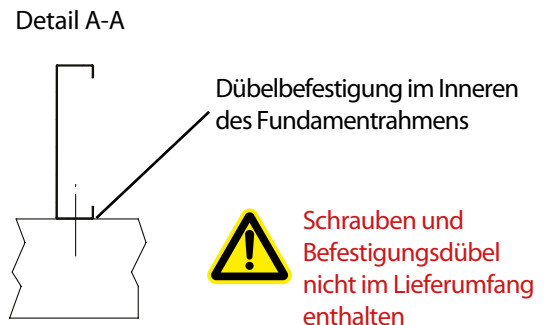 Detail A-A
Dübelbefestigung im Inneren
des Fundamentrahmens
Schrauben und
Befestigungsdübel
nicht im Lieferumfang
enthalten